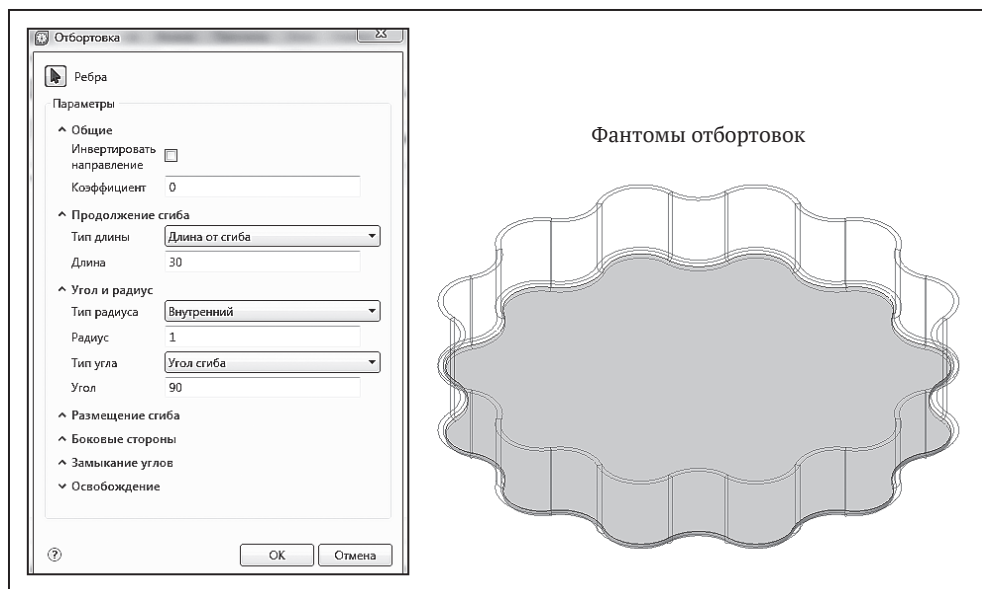 Отбортовка
Ребра
Параметры
Общие
Инвертировать
направление
Коэффициент 0
Продолжение сгиба
Тип длины Длина от сгиба
Длина 30
Угол и радиус
Тип радиуса Внутренний
Радиус 1
Тип угла Угол сгиба
Угол 90
Размещение сгиба
Боковые стороны
Замыкание углов
Освобождение
? OK Отмена
Фантомы отбортовок